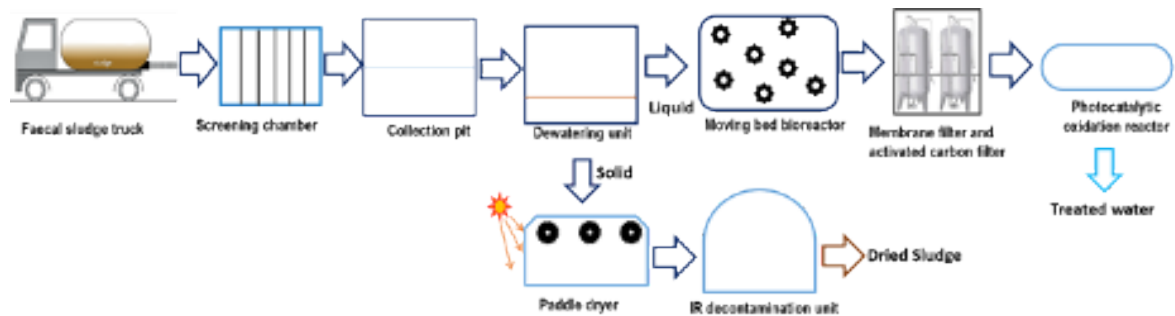 Faecal sludge truck
Screening chamber
Collection pit
Dewatering unit
Liquid
Moving bed bioreactor
Membrane filter and
activated carbon filter
Photocatalytic
oxidation reactor
Treated water
Solid
Paddle dryer
IR decontamination unit
Dried Sludge